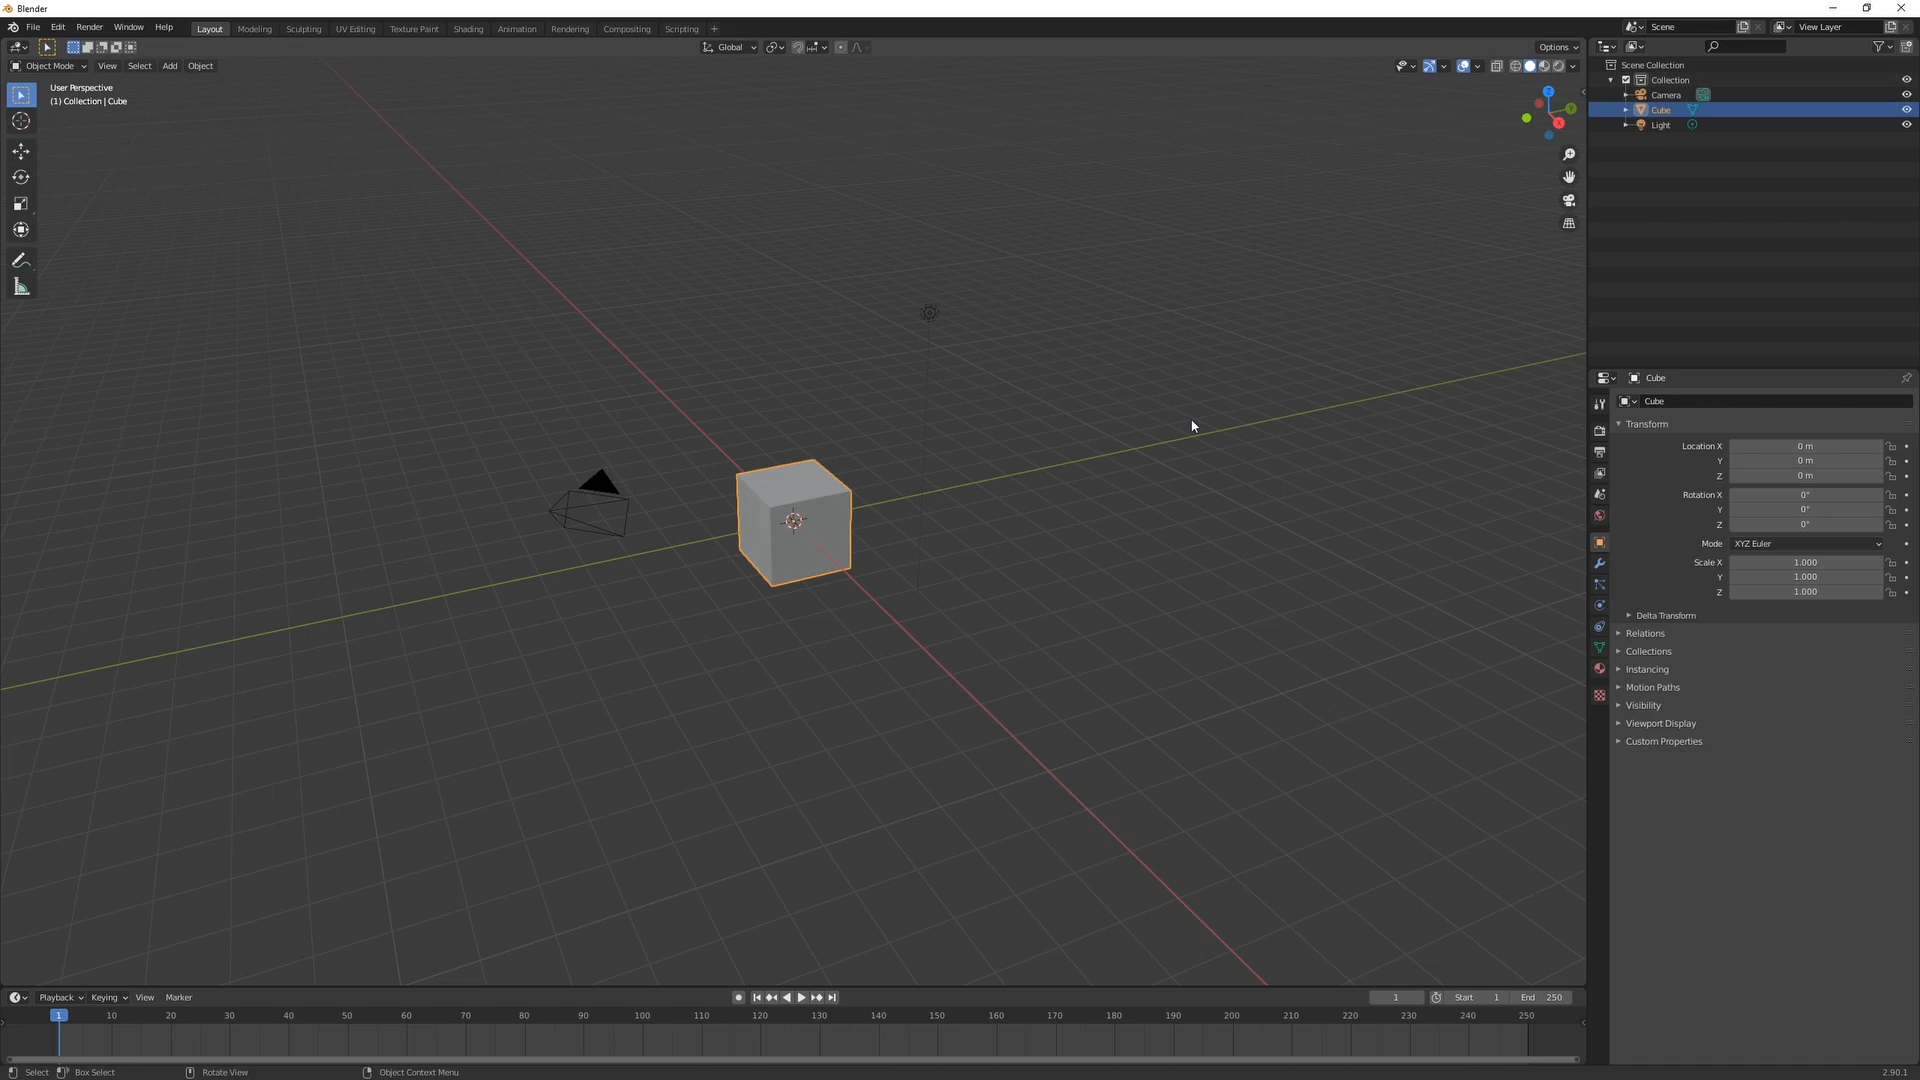 Blender
File Edit Render Window Help Layout Modeling Sculpting UV Editing Texture Paint Shading Animation Rendering Compositing Scripting + Scene View Layer
Global Options
Object Mode View Select Add Object
User Perspective
(1) Collection | Cube
Z
Y
X
Scene Collection
Collection
Camera
Cube
Light
Cube
Cube
Transform
Location X 0 m
Y 0 m
Z 0 m
Rotation X 0°
Y 0°
Z 0°
Mode XYZ Euler
Scale X 1.000
Y 1.000
Z 1.000
Delta Transform
Relations
Collections
Instancing
Motion Paths
Visibility
Viewport Display
Custom Properties
Playback Keying View Marker 1 Start 1 End 250
1 10 20 30 40 50 60 70 80 90 100 110 120 130 140 150 160 170 180 190 200 210 220 230 240 250
Select Box Select Rotate View Object Context Menu 2.90.1